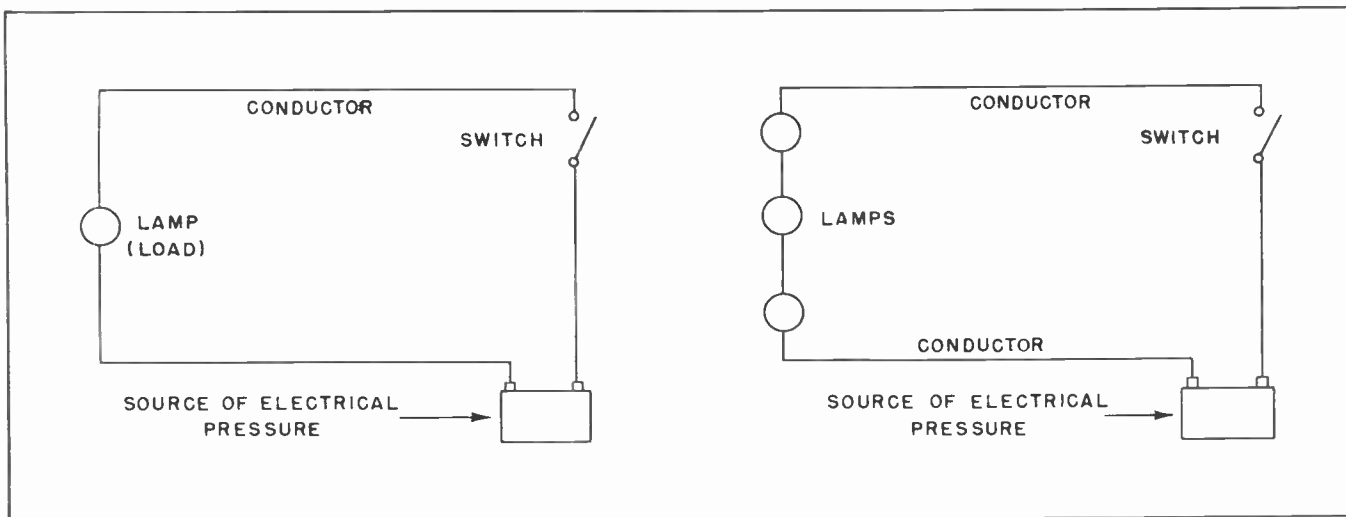 CONDUCTOR
SWITCH
LAMP
(LOAD)
SOURCE OF ELECTRICAL
PRESSURE
CONDUCTOR
SWITCH
LAMPS
CONDUCTOR
SOURCE OF ELECTRICAL
PRESSURE